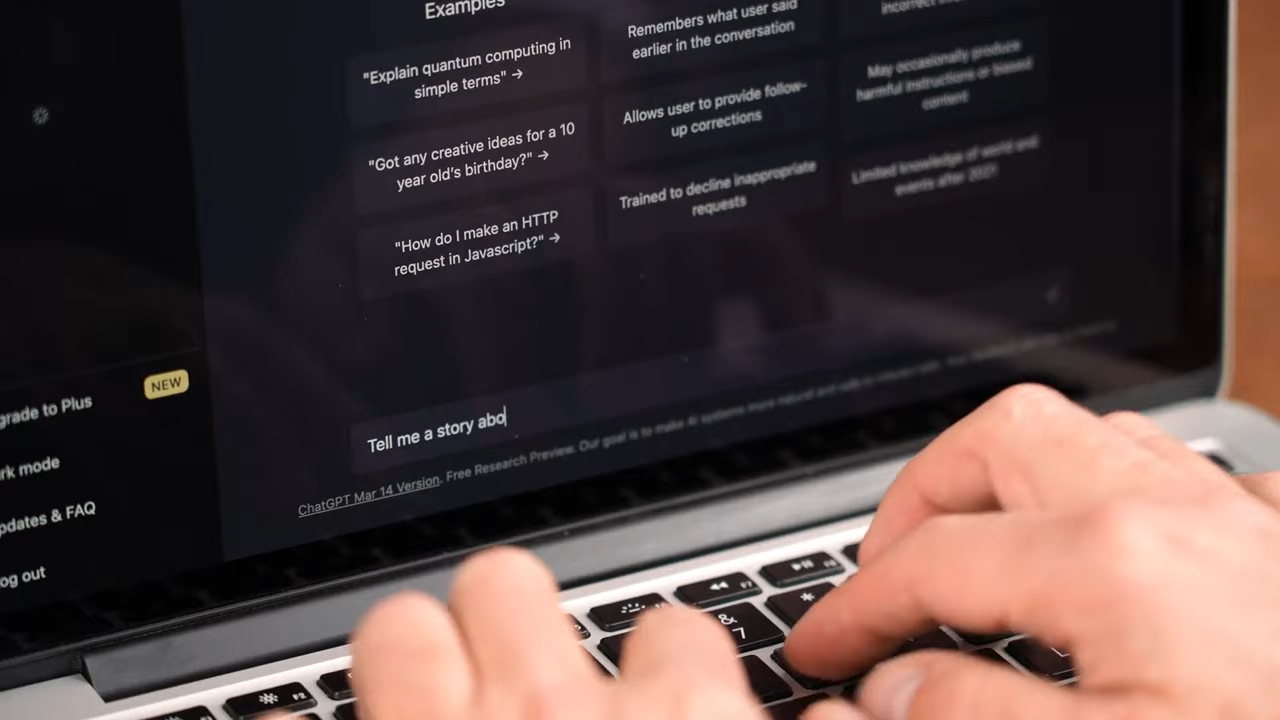 Examples
"Explain quantum computing in
simple terms" →
"Got any creative ideas for a 10
year old's birthday?" →
"How do I make an HTTP
request in Javascript?" →
Remembers what user said
earlier in the conversation
Allows user to provide follow-
up corrections
Trained to decline inappropriate
requests
May occasionally produce
harmful instructions or biased
content
Limited knowledge of world and
events after 2021
grade to Plus
NEW
rk mode
pdates & FAQ
og out
Tell me a story abo
ChatGPT Mar 14 Version. Free Research Preview. Our goal is to make AI systems more natural and safe to interact with.
F2
F7
F8
&
7
*